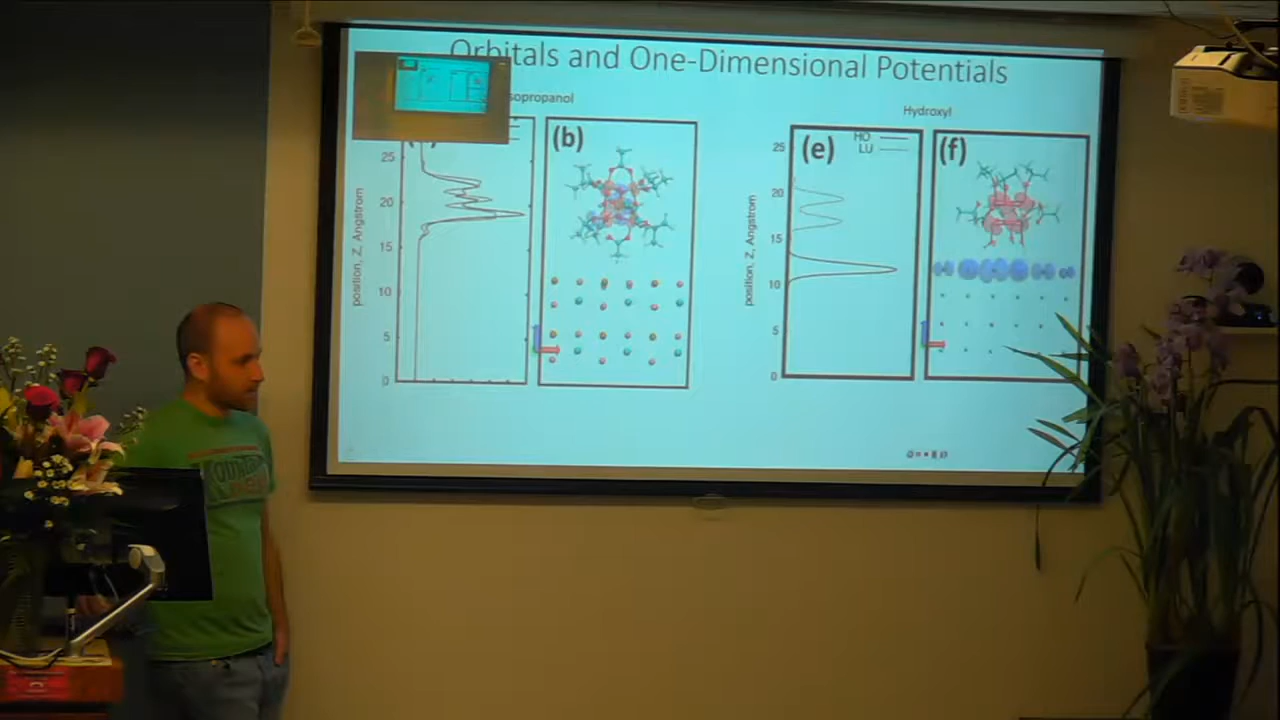 Orbitals and One-Dimensional Potentials
sopropanol
Hydroxyl
(b)
25
20
15
10
5
0
position, Z, Angstrom
(e)
HO
LU
(f)
25
20
15
10
5
0
position, Z, Angstrom